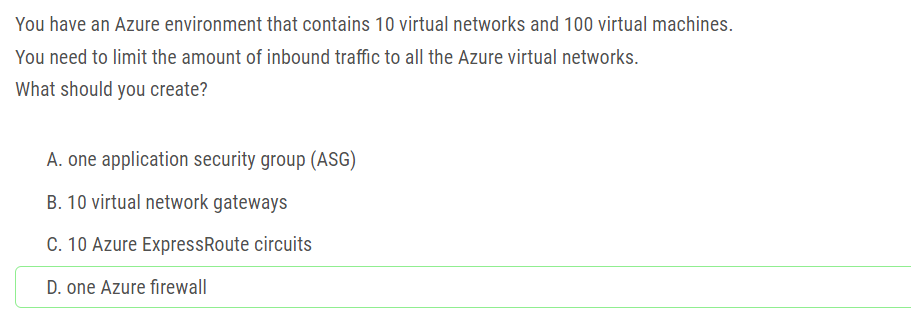 You have an Azure environment that contains 10 virtual networks and 100 virtual machines.
You need to limit the amount of inbound traffic to all the Azure virtual networks.
What should you create?
A. one application security group (ASG)
B. 10 virtual network gateways
C. 10 Azure ExpressRoute circuits
D. one Azure firewall